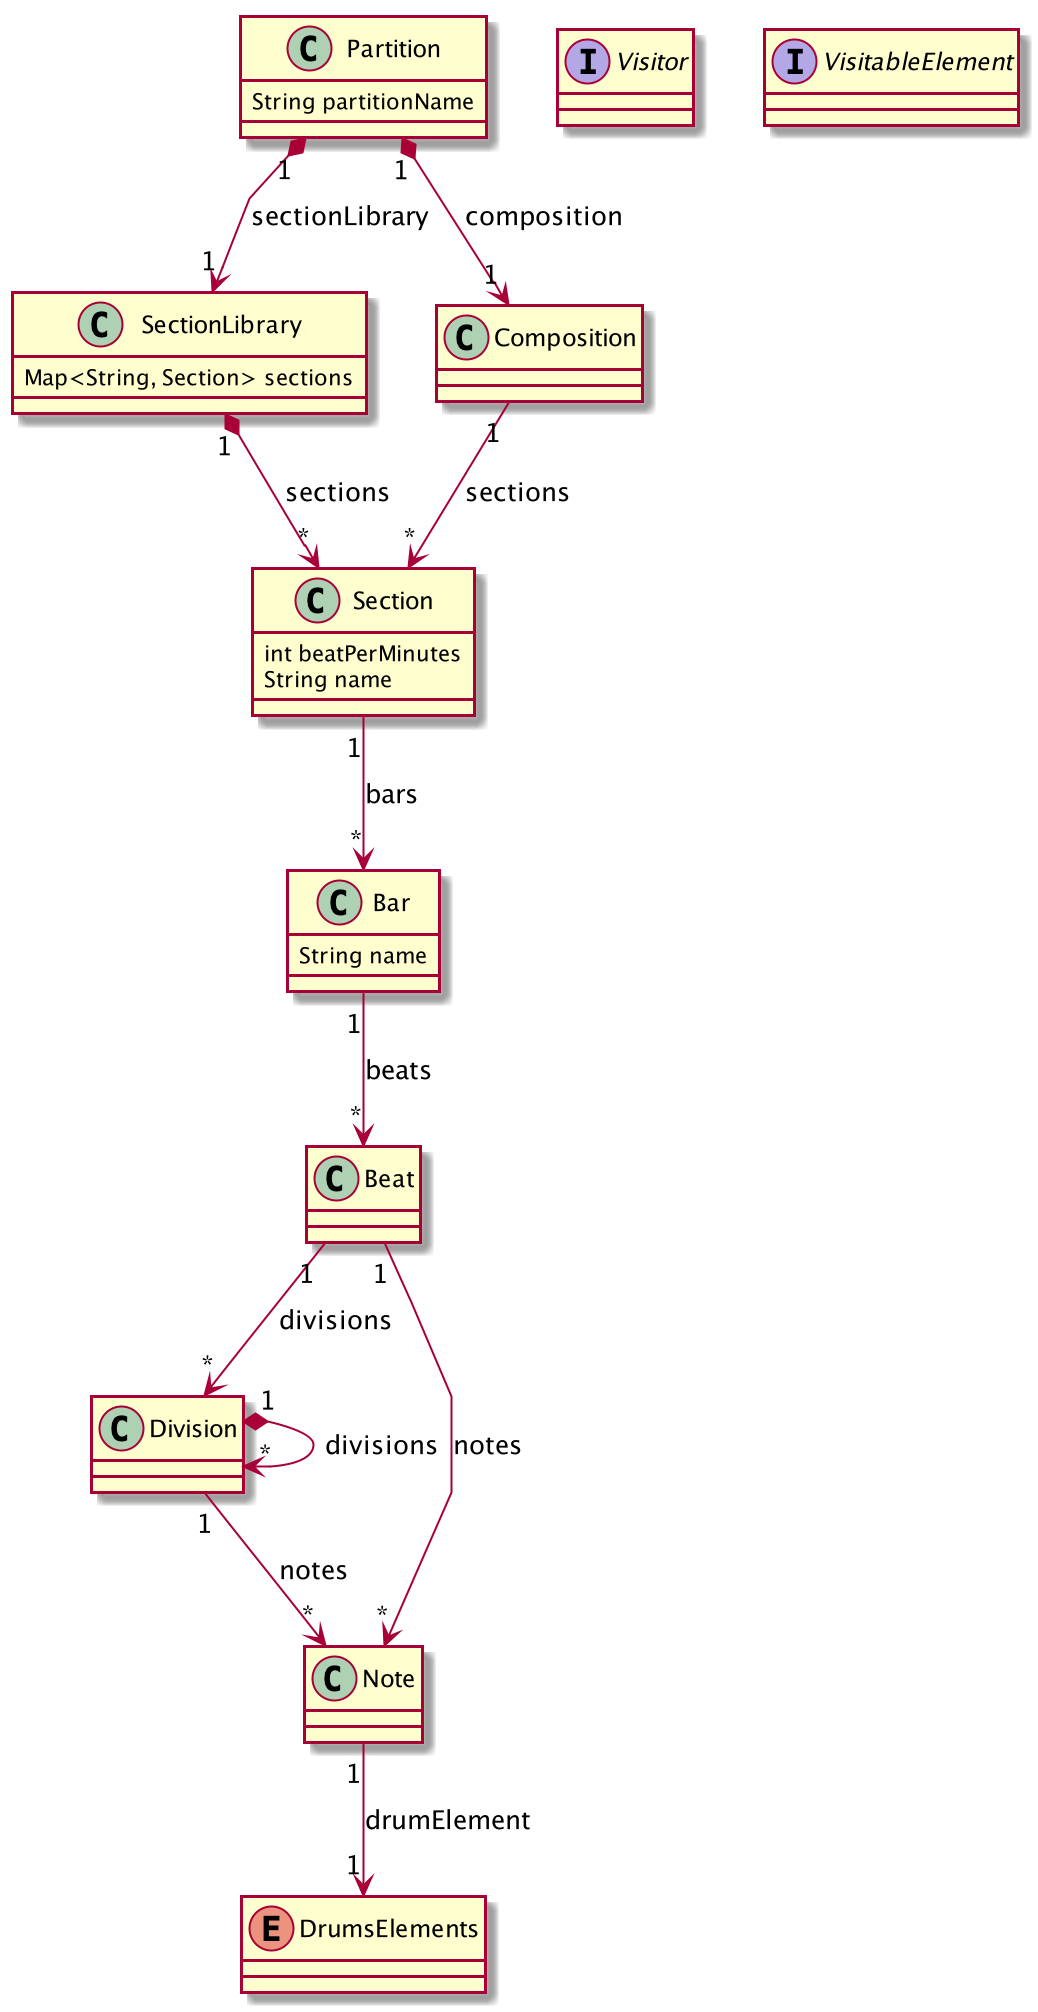 C Partition
String partitionName
I Visitor
I VisitableElement
1
1
sectionLibrary
composition
1
1
C SectionLibrary
Map<String, Section> sections
C Composition
1
1
sections
sections
*
*
C Section
int beatPerMinutes
String name
1
bars
*
C Bar
String name
1
beats
*
C Beat
1
1
divisions
*
C Division
1
*
divisions
notes
1
notes
*
*
C Note
1
drumElement
1
E DrumsElements